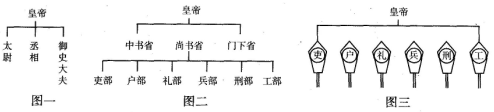 皇帝
太尉
丞相
御史大夫
图一
皇帝
中书省 尚书省 门下省
吏部 户部 礼部 兵部 刑部 工部
图二
皇帝
吏 户 礼 兵 刑 工
图三